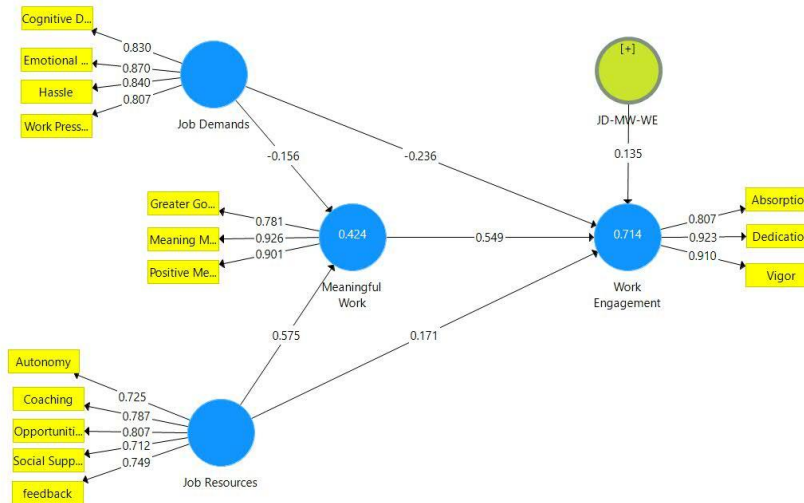 Cognitive D...
0.830
Emotional ...
0.870
Hassle
0.840
Work Press...
0.807
Job Demands
[+]
JD-MW-WE
-0.156
-0.236
0.135
Greater Go...
0.781
Meaning M...
0.926
Positive Me...
0.901
0.424
Meaningful
Work
0.549
0.714
Work
Engagement
0.807
Absorptio
0.923
Dedicatio
0.910
Vigor
0.575
0.171
Autonomy
0.725
Coaching
0.787
Opportuniti...
0.807
Social Supp...
0.712
feedback
0.749
Job Resources